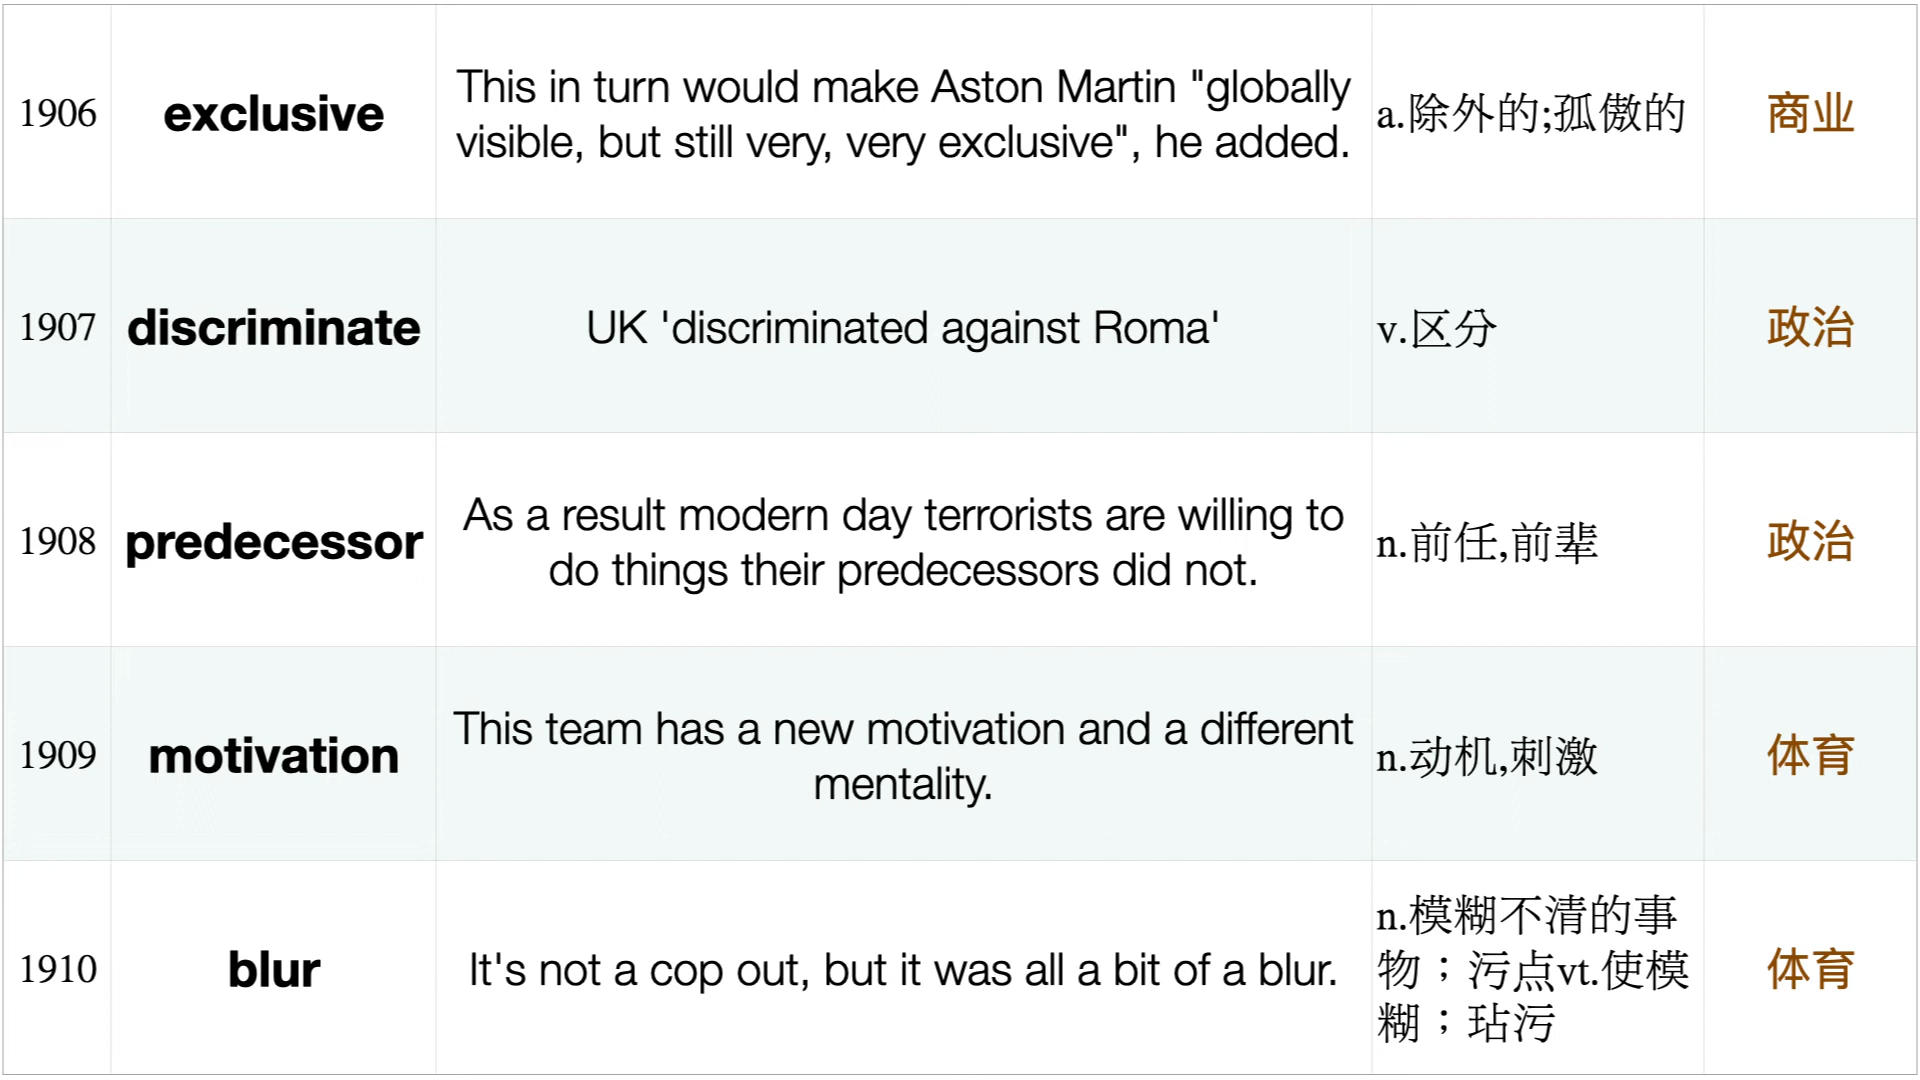 1906
exclusive
This in turn would make Aston Martin "globally
visible, but still very, very exclusive", he added.
a.除外的;孤傲的
商业
1907
discriminate
UK 'discriminated against Roma'
v.区分
政治
1908
predecessor
As a result modern day terrorists are willing to
do things their predecessors did not.
n.前任,前辈
政治
1909
motivation
This team has a new motivation and a different
mentality.
n.动机,刺激
体育
1910
blur
It's not a cop out, but it was all a bit of a blur.
n.模糊不清的事
物；污点vt.使模
糊；玷污
体育